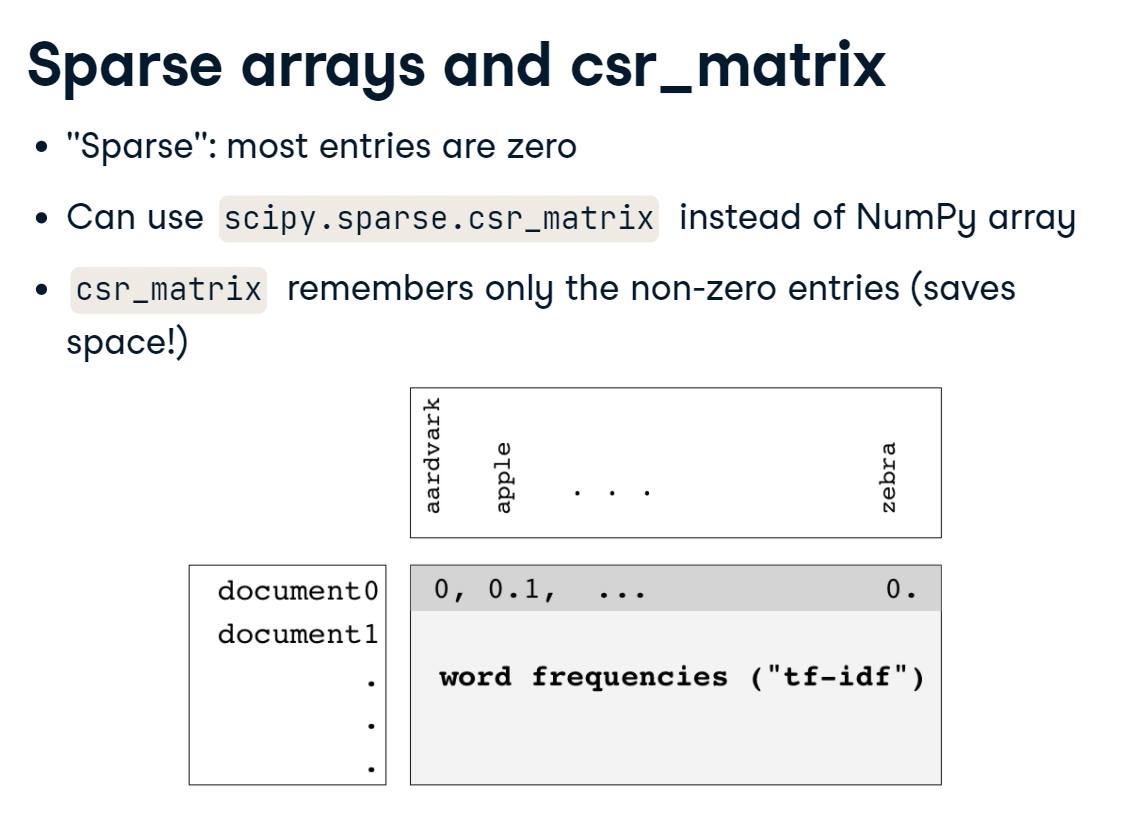 Sparse arrays and csr_matrix
• "Sparse": most entries are zero
• Can use scipy.sparse.csr_matrix instead of NumPy array
• csr_matrix remembers only the non-zero entries (saves
space!)
aardvark
apple
. . .
zebra
document0
0, 0.1, ... 0.
document1
.
word frequencies ("tf-idf")
.
.